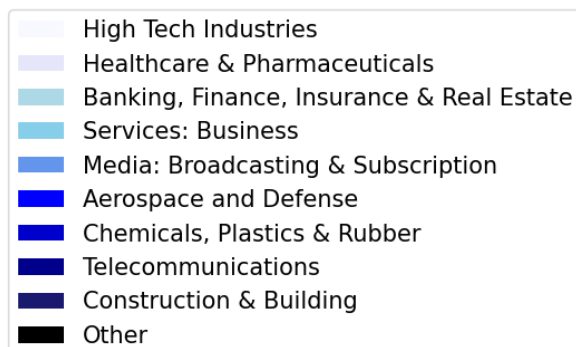 High Tech Industries
Healthcare & Pharmaceuticals
Banking, Finance, Insurance & Real Estate
Services: Business
Media: Broadcasting & Subscription
Aerospace and Defense
Chemicals, Plastics & Rubber
Telecommunications
Construction & Building
Other